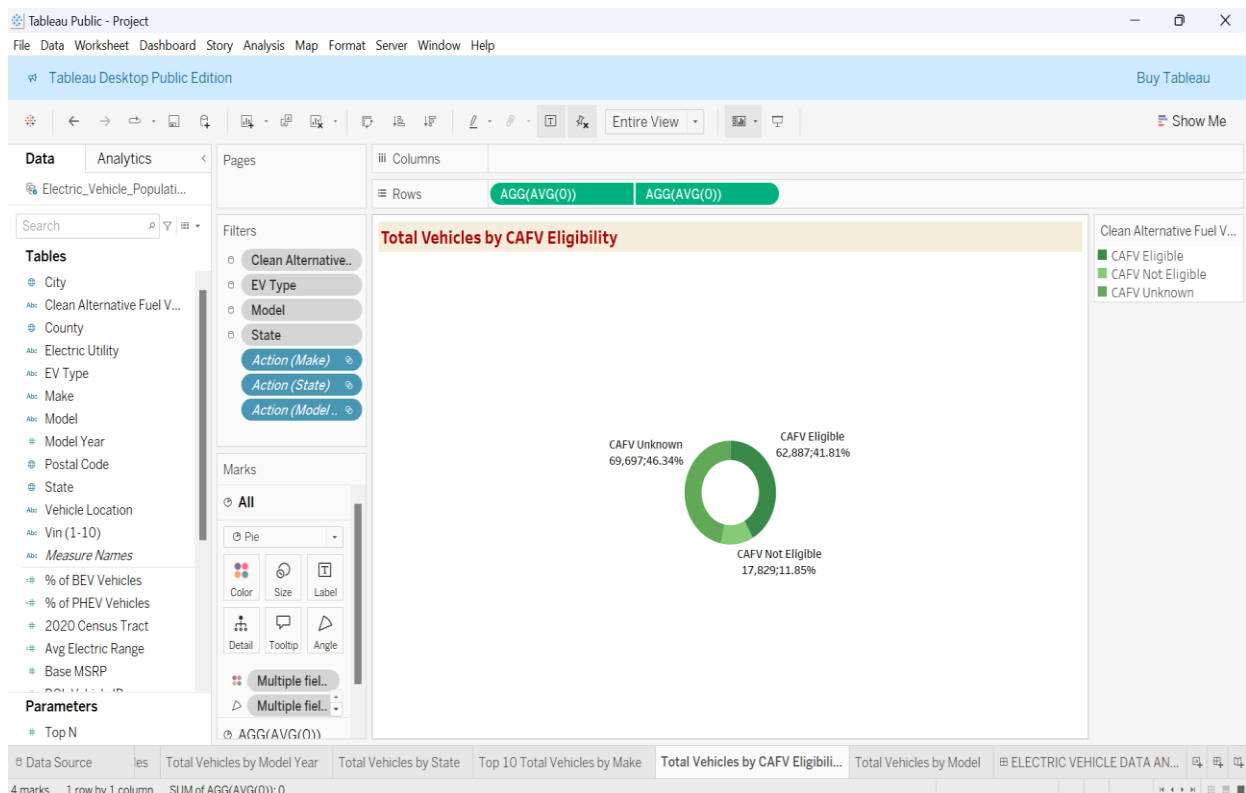 Tableau Public - Project
File Data Worksheet Dashboard Story Analysis Map Format Server Window Help
Tableau Desktop Public Edition
Buy Tableau
Entire View
Show Me
Data
Analytics
Electric_Vehicle_Populati...
Search
Tables
City
Abc Clean Alternative Fuel V...
County
Abc Electric Utility
Abc EV Type
Abc Make
Abc Model
# Model Year
Postal Code
State
Abc Vehicle Location
Abc Vin (1-10)
Abc Measure Names
=# % of BEV Vehicles
=# % of PHEV Vehicles
# 2020 Census Tract
=# Avg Electric Range
# Base MSRP
Parameters
# Top N
Pages
Filters
Clean Alternative..
EV Type
Model
State
Action (Make)
Action (State)
Action (Model ..
Marks
All
Pie
Color Size Label
Detail Tooltip Angle
Multiple fiel..
Multiple fiel..
AGG(AVG(0))
Columns
Rows
AGG(AVG(0)) AGG(AVG(0))
Total Vehicles by CAFV Eligibility
CAFV Unknown
69,697;46.34%
CAFV Eligible
62,887;41.81%
CAFV Not Eligible
17,829;11.85%
Clean Alternative Fuel V...
CAFV Eligible
CAFV Not Eligible
CAFV Unknown
Data Source les Total Vehicles by Model Year Total Vehicles by State Top 10 Total Vehicles by Make Total Vehicles by CAFV Eligibili... Total Vehicles by Model ELECTRIC VEHICLE DATA AN...
4 marks 1 row by 1 column SUM of AGG(AVG(0)): 0